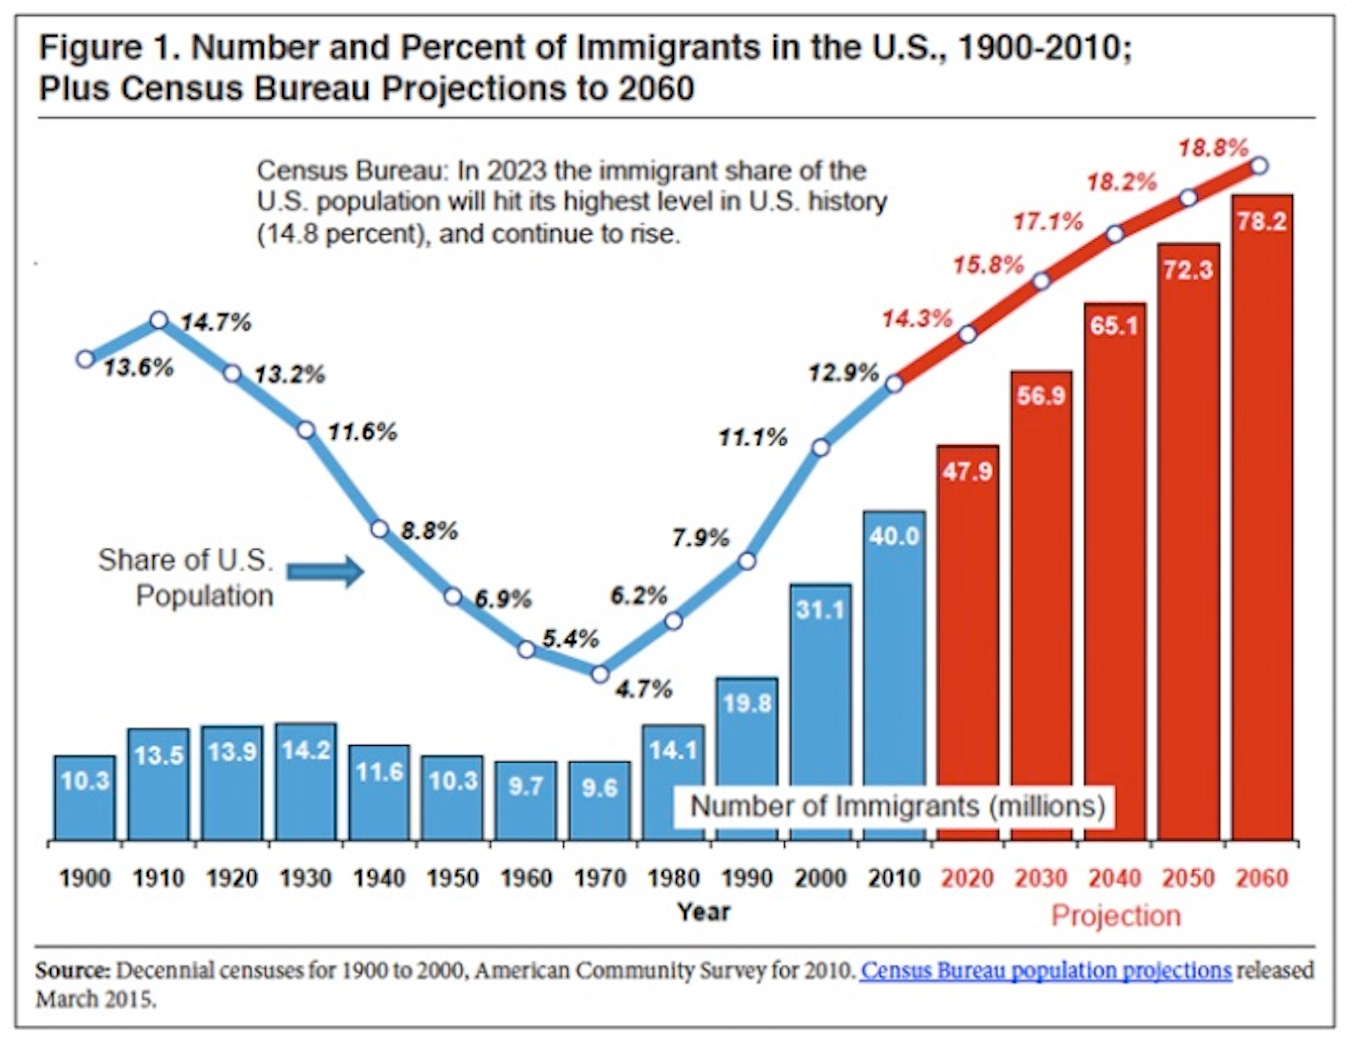 Figure 1. Number and Percent of Immigrants in the U.S., 1900-2010;
Plus Census Bureau Projections to 2060
Census Bureau: In 2023 the immigrant share of the
U.S. population will hit its highest level in U.S. history
(14.8 percent), and continue to rise.
13.6%
14.7%
13.2%
11.6%
8.8%
6.9%
5.4%
4.7%
6.2%
7.9%
11.1%
12.9%
14.3%
15.8%
17.1%
18.2%
18.8%
Share of U.S.
Population
10.3
13.5
13.9
14.2
11.6
10.3
9.7
9.6
14.1
19.8
31.1
40.0
47.9
56.9
65.1
72.3
78.2
Number of Immigrants (millions)
1900 1910 1920 1930 1940 1950 1960 1970 1980 1990 2000 2010 2020 2030 2040 2050 2060
Year
Projection
Source: Decennial censuses for 1900 to 2000, American Community Survey for 2010. Census Bureau population projections released
March 2015.